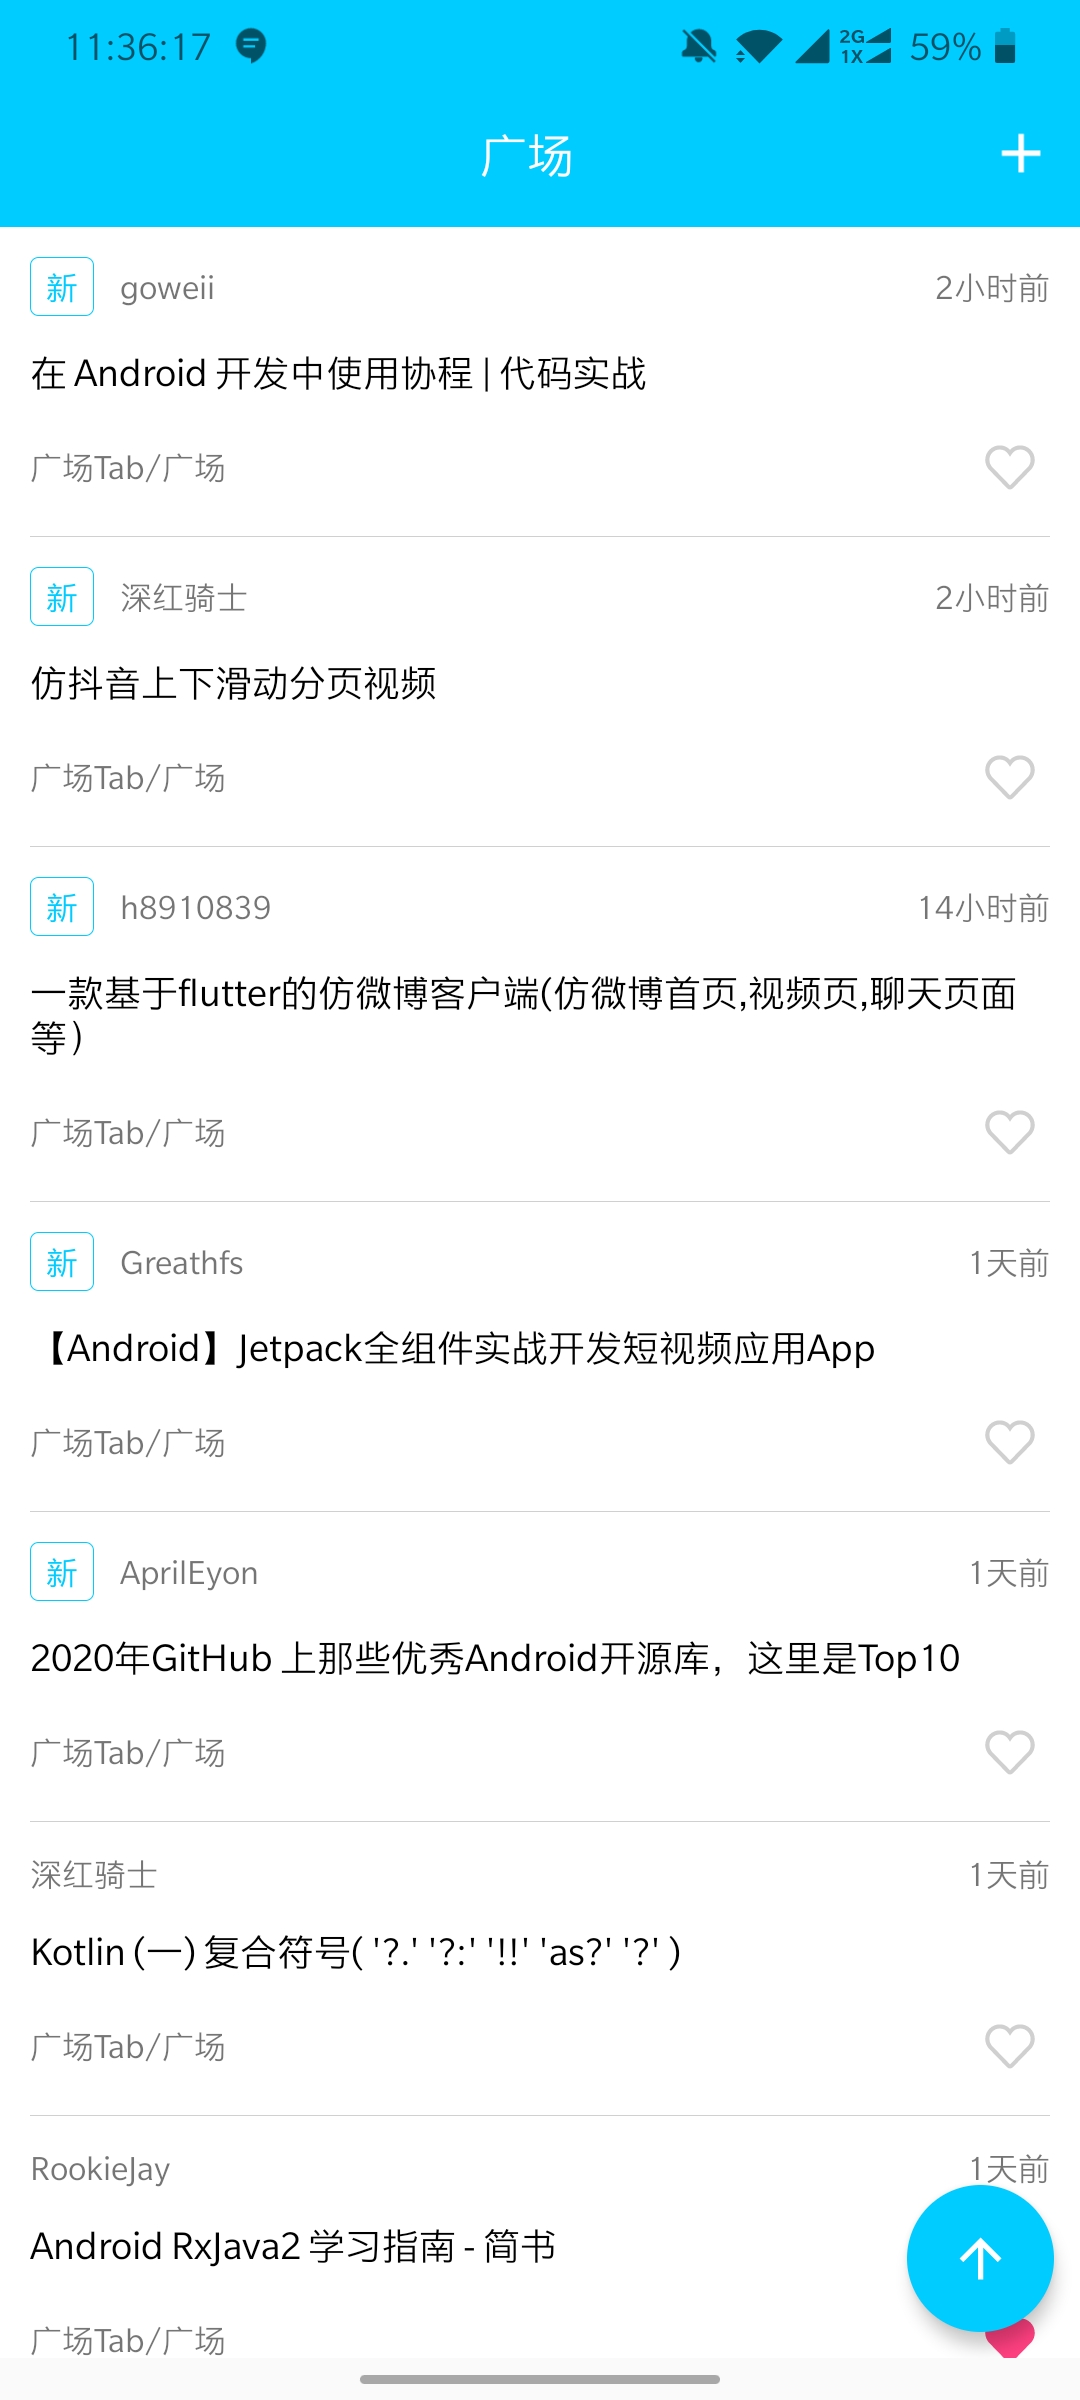 11:36:17
2G
1X
59%
广场
新 goweii 2小时前
在 Android 开发中使用协程 | 代码实战
广场Tab/广场
新 深红骑士 2小时前
仿抖音上下滑动分页视频
广场Tab/广场
新 h8910839 14小时前
一款基于flutter的仿微博客户端(仿微博首页,视频页,聊天页面
等）
广场Tab/广场
新 Greathfs 1天前
【Android】Jetpack全组件实战开发短视频应用App
广场Tab/广场
新 AprilEyon 1天前
2020年GitHub 上那些优秀Android开源库，这里是Top10
广场Tab/广场
深红骑士 1天前
Kotlin (一) 复合符号( '?.' '?:' '!!' 'as?' '?' )
广场Tab/广场
RookieJay 1天前
Android RxJava2 学习指南 - 简书
广场Tab/广场